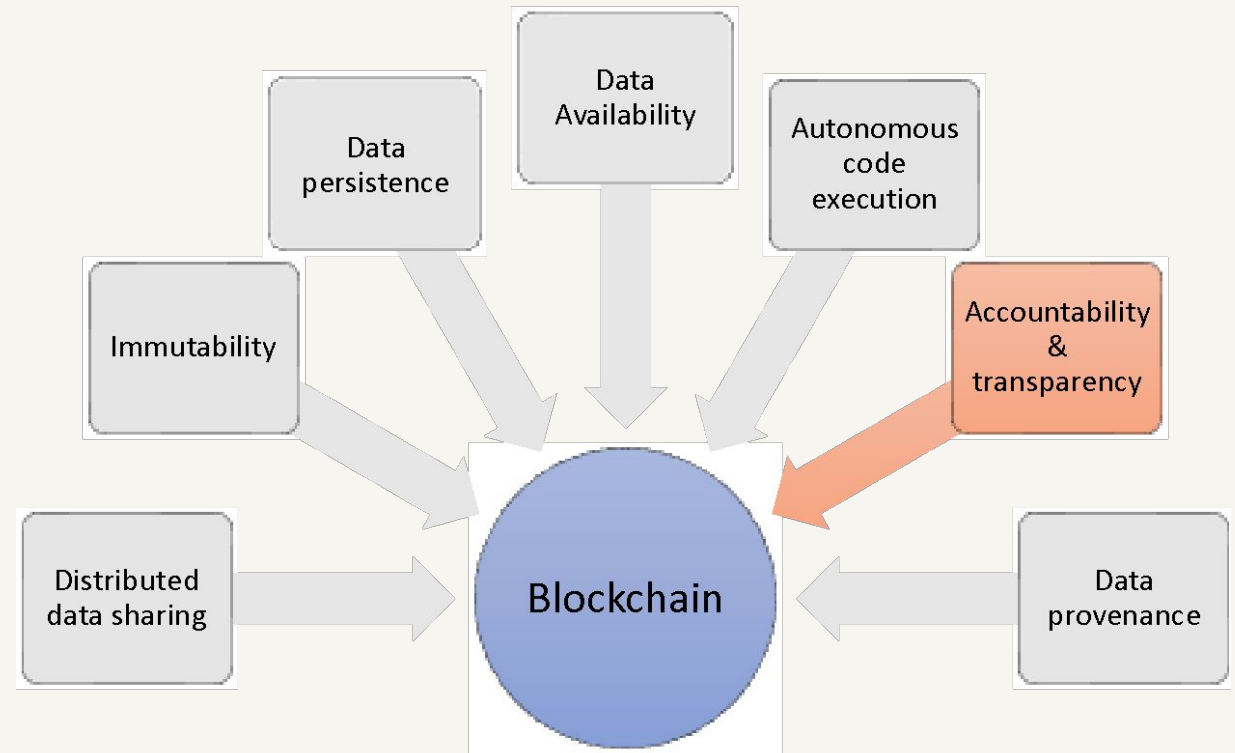 Data
Availability
Data
persistence
Autonomous
code
execution
Immutability
Accountability
&
transparency
Distributed
data sharing
Blockchain
Data
provenance